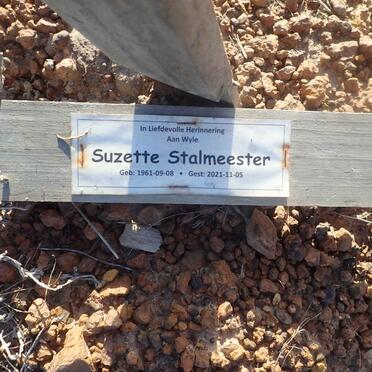 In Liefdevolle Herinnering
Aan Wyle
Suzette Stalmeester
Geb: 1961-09-08 • Gest: 2021-11-05